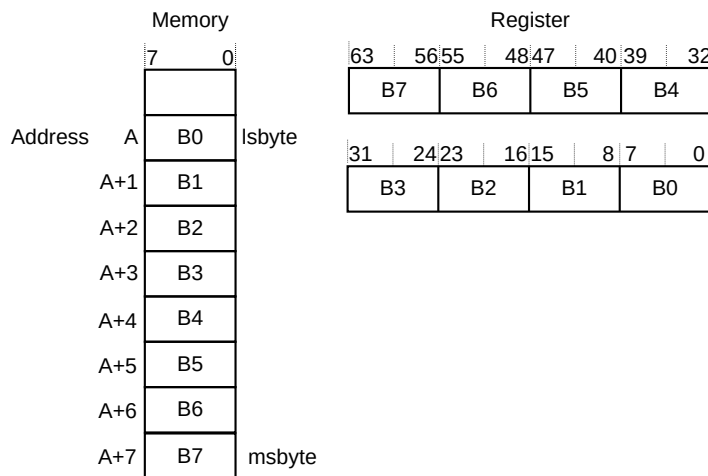 Memory
7 0
Address A B0 lsbyte
A+1 B1
A+2 B2
A+3 B3
A+4 B4
A+5 B5
A+6 B6
A+7 B7 msbyte
Register
63 56 55 48 47 40 39 32
B7 B6 B5 B4
31 24 23 16 15 8 7 0
B3 B2 B1 B0